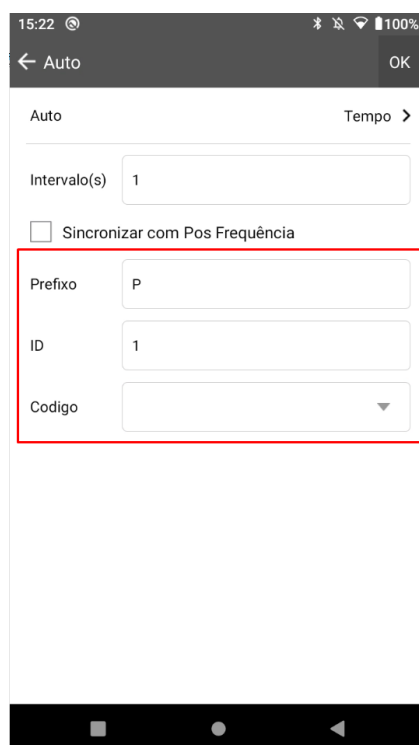 15:22 100%
Auto OK
Auto Tempo
Intervalo(s) 1
Sincronizar com Pos Frequência
Prefixo P
ID 1
Codigo